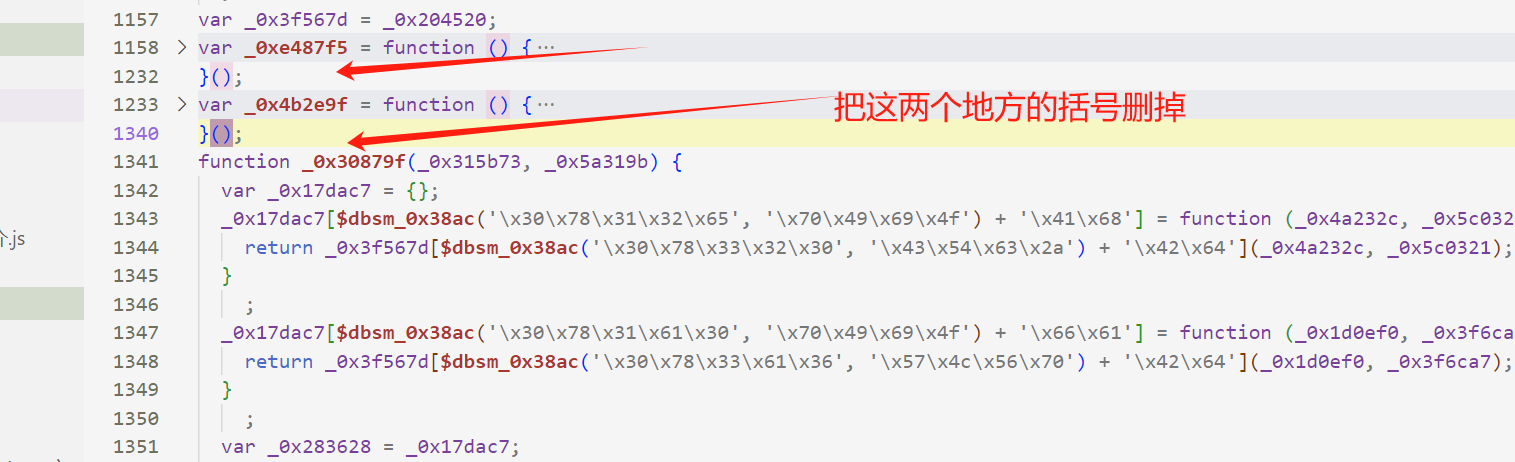 1157 var _0x3f567d = _0x204520;
1158 > var _0xe487f5 = function () {···
1232 }();
1233 > var _0x4b2e9f = function () {···
把这两个地方的括号删掉
1340 }();
1341 function _0x30879f(_0x315b73, _0x5a319b) {
1342 var _0x17dac7 = {};
1343 _0x17dac7[$dbsm_0x38ac('\x30\x78\x31\x32\x65', '\x70\x49\x69\x4f') + '\x41\x68'] = function (_0x4a232c, _0x5c032
1344 return _0x3f567d[$dbsm_0x38ac('\x30\x78\x33\x32\x30', '\x43\x54\x63\x2a') + '\x42\x64'](_0x4a232c, _0x5c0321);
1345 }
.js
1346 ;
1347 _0x17dac7[$dbsm_0x38ac('\x30\x78\x31\x61\x30', '\x70\x49\x69\x4f') + '\x66\x61'] = function (_0x1d0ef0, _0x3f6ca
1348 return _0x3f567d[$dbsm_0x38ac('\x30\x78\x33\x61\x36', '\x57\x4c\x56\x70') + '\x42\x64'](_0x1d0ef0, _0x3f6ca7);
1349 }
1350 ;
1351 var _0x283628 = _0x17dac7;